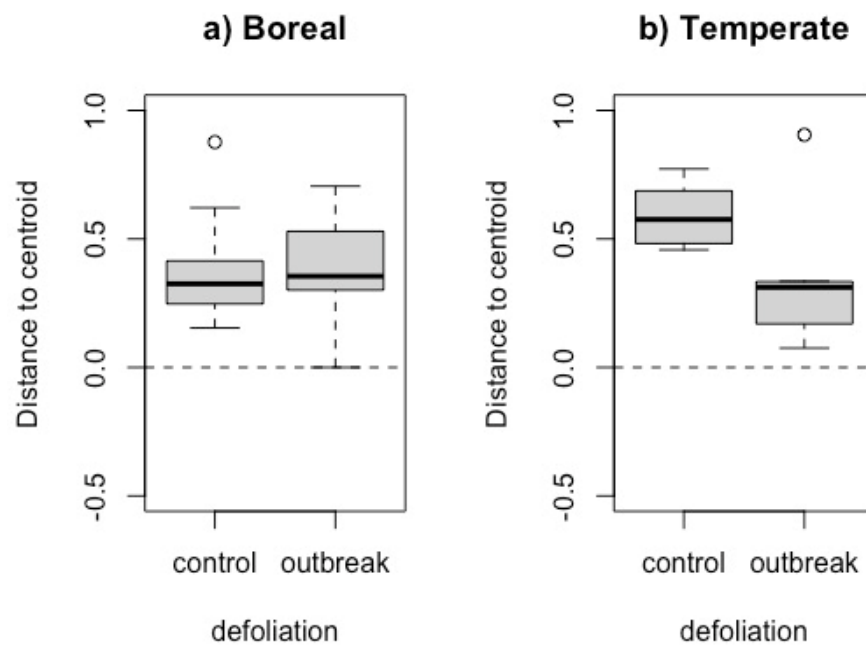 a) Boreal
Distance to centroid
1.0
0.5
0.0
-0.5
control outbreak
defoliation
b) Temperate
Distance to centroid
1.0
0.5
0.0
-0.5
control outbreak
defoliation